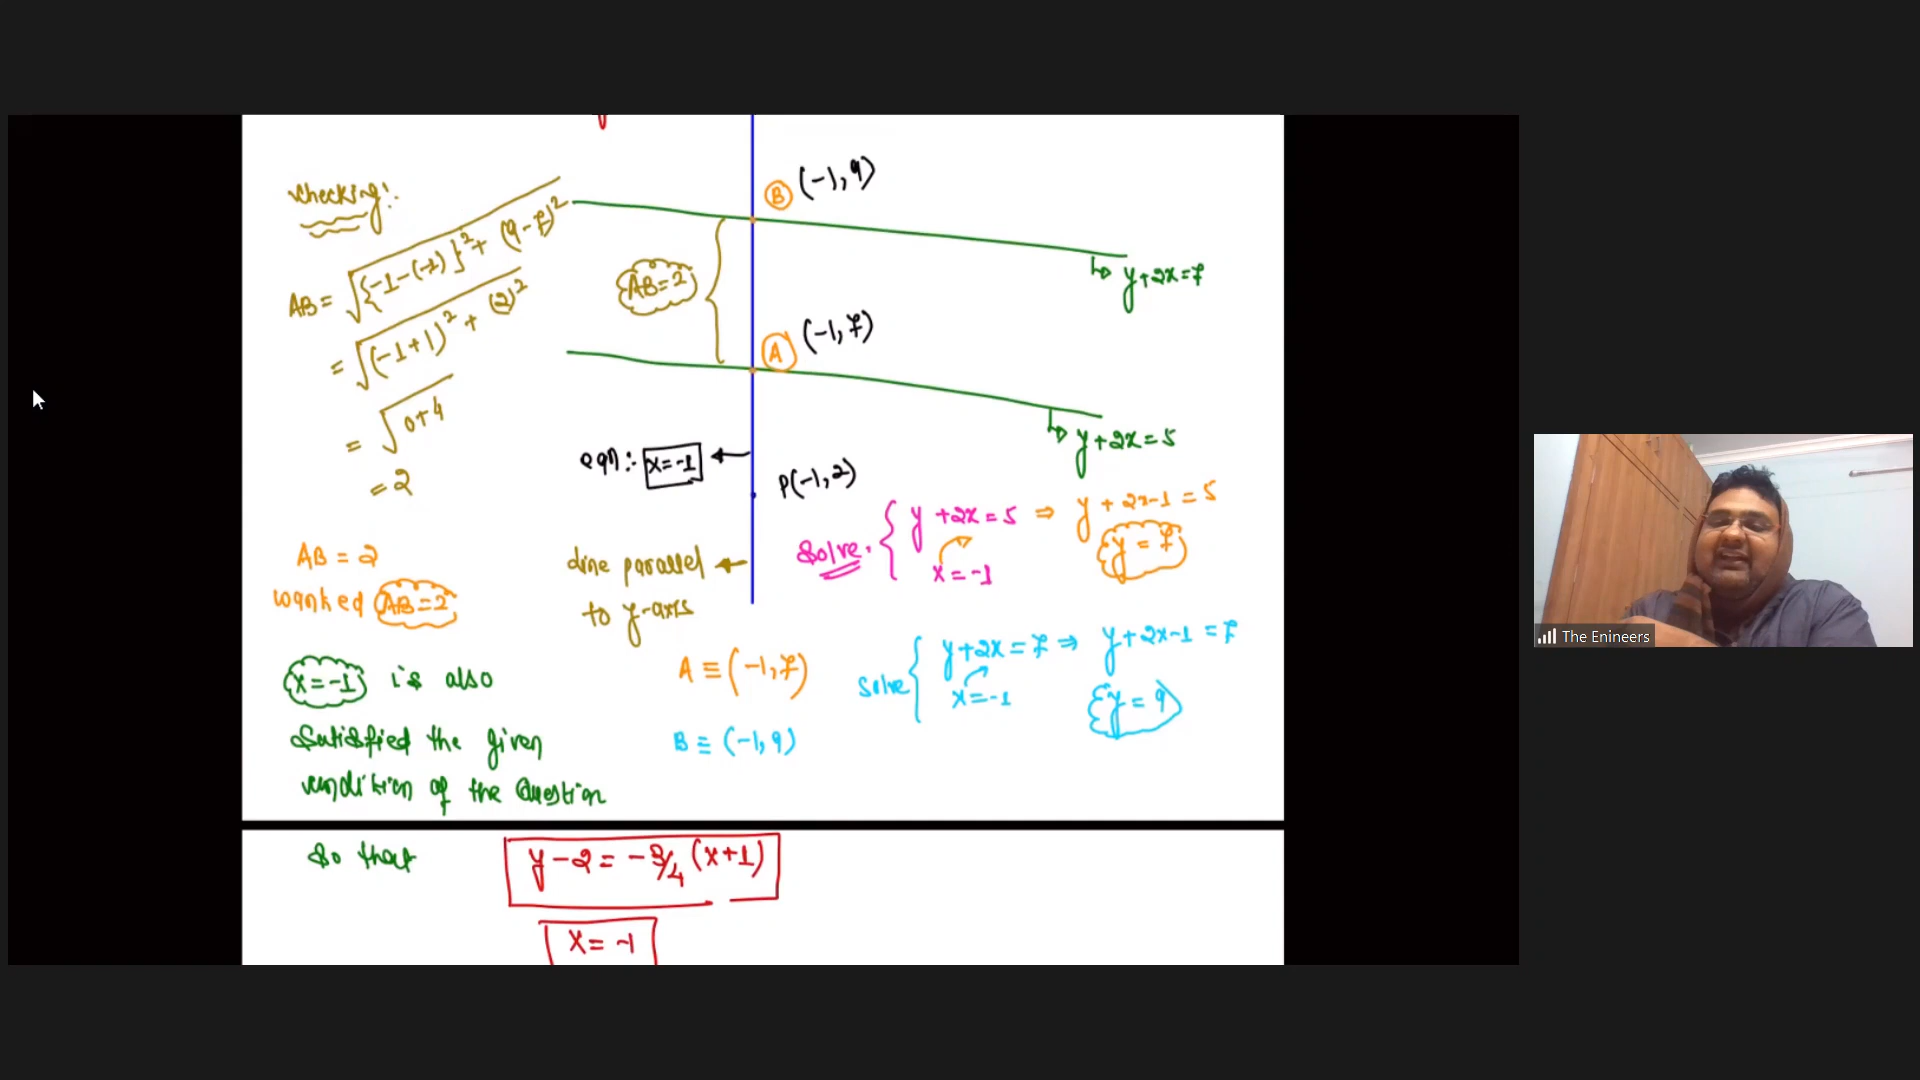 Checking:-
AB = √({-1-(-1)}² + (9-7)²
= √(-1+1)² + (2)²
= √0+4
= 2
AB = 2
wanted AB=2
x=-1 is also
satisfied the given
condition of the Question
B (-1, 9)
y+2x=7
AB=2
A (-1, 7)
y+2x=5
eqn:- x=-1
P(-1, 2)
line parallel
to y-axis
Solve. { y+2x=5 ⇒ y + 2x-1 = 5
x = -1
y = 7
A ≡ (-1, 7)
B ≡ (-1, 9)
Solve { y+2x=7 ⇒ y+2x-1 = 7
x = -1
y = 9
So that
y-2 = -3/4 (x+1)
x = -1
The Enineers